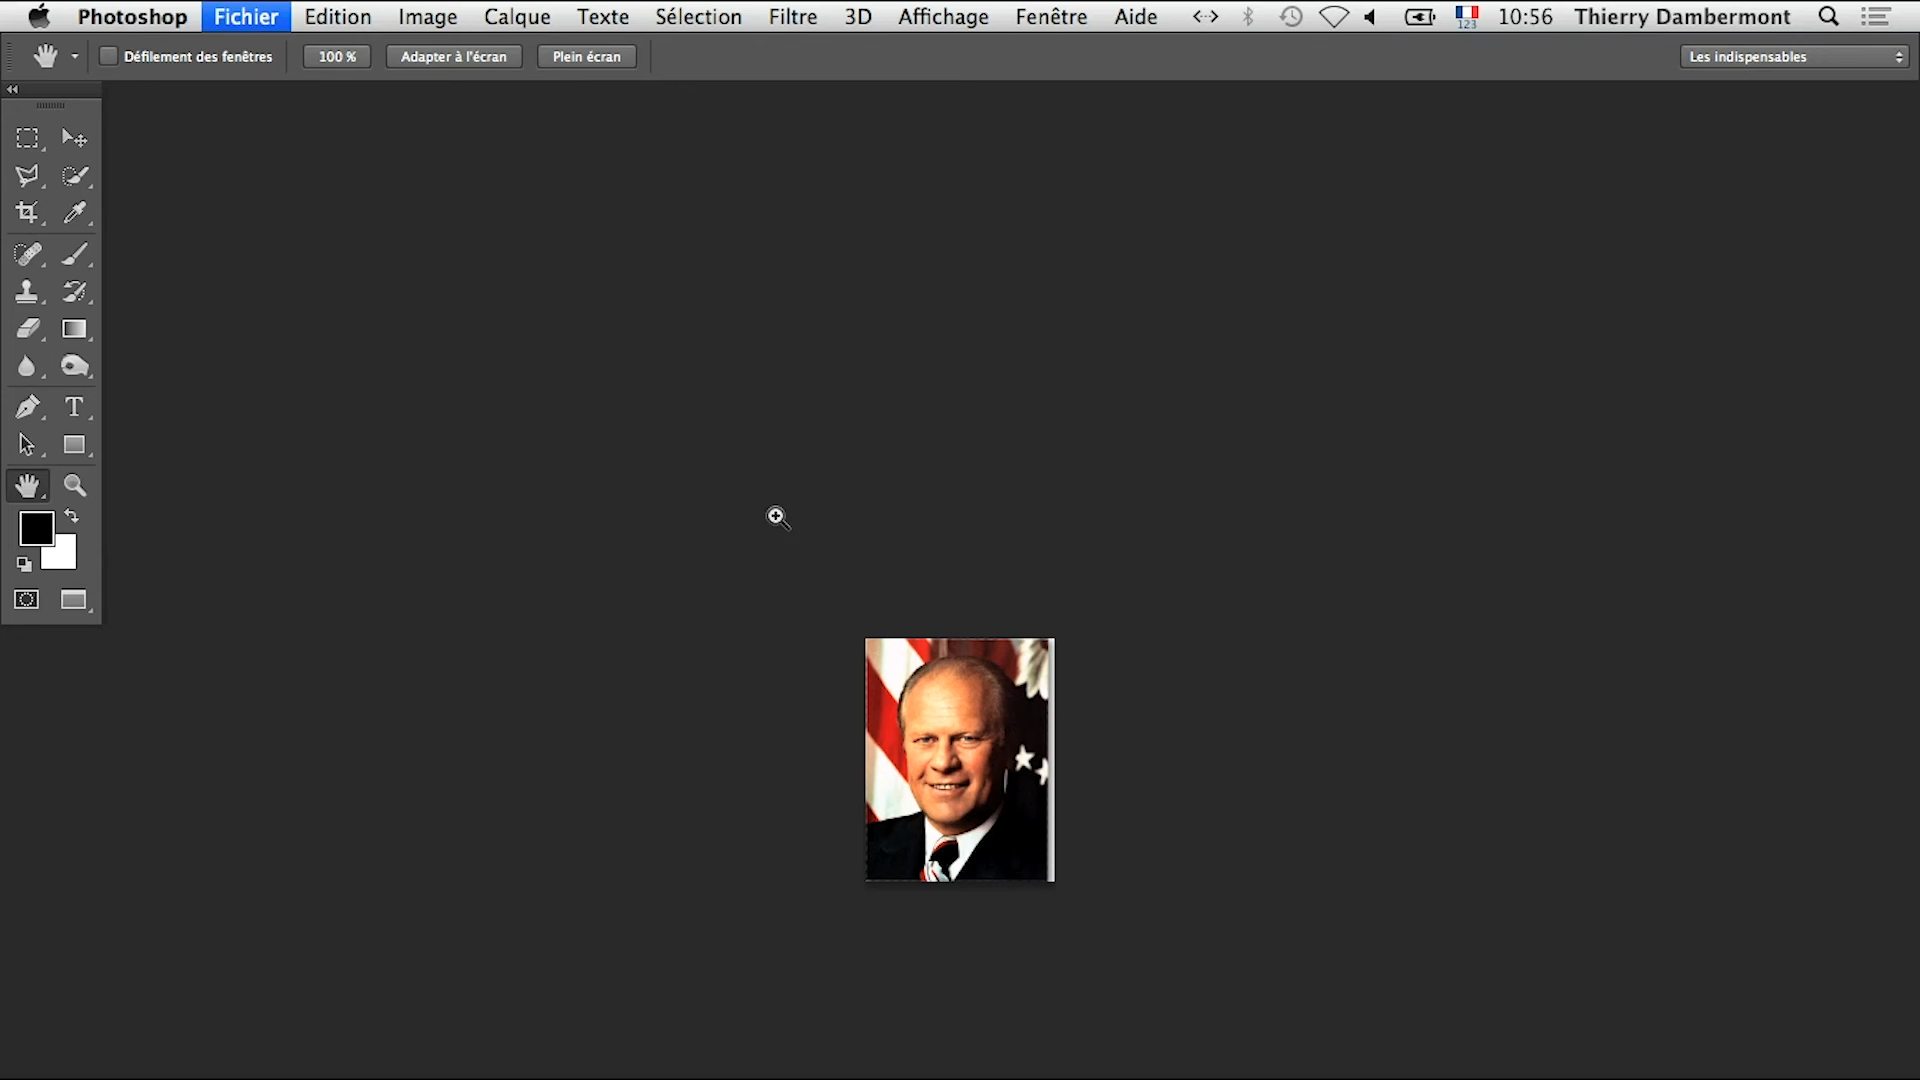 Photoshop Fichier Edition Image Calque Texte Sélection Filtre 3D Affichage Fenêtre Aide 123 10:56 Thierry Dambermont
Défilement des fenêtres 100 % Adapter à l'écran Plein écran Les indispensables
T